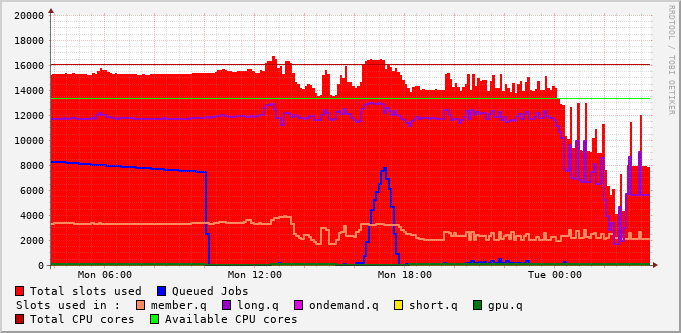 20000
18000
16000
14000
12000
10000
8000
6000
4000
2000
0
Mon 06:00 Mon 12:00 Mon 18:00 Tue 00:00
Total slots used Queued Jobs
Slots used in : member.q long.q ondemand.q short.q gpu.q
Total CPU cores Available CPU cores
RRDTOOL / TOBI OETIKER